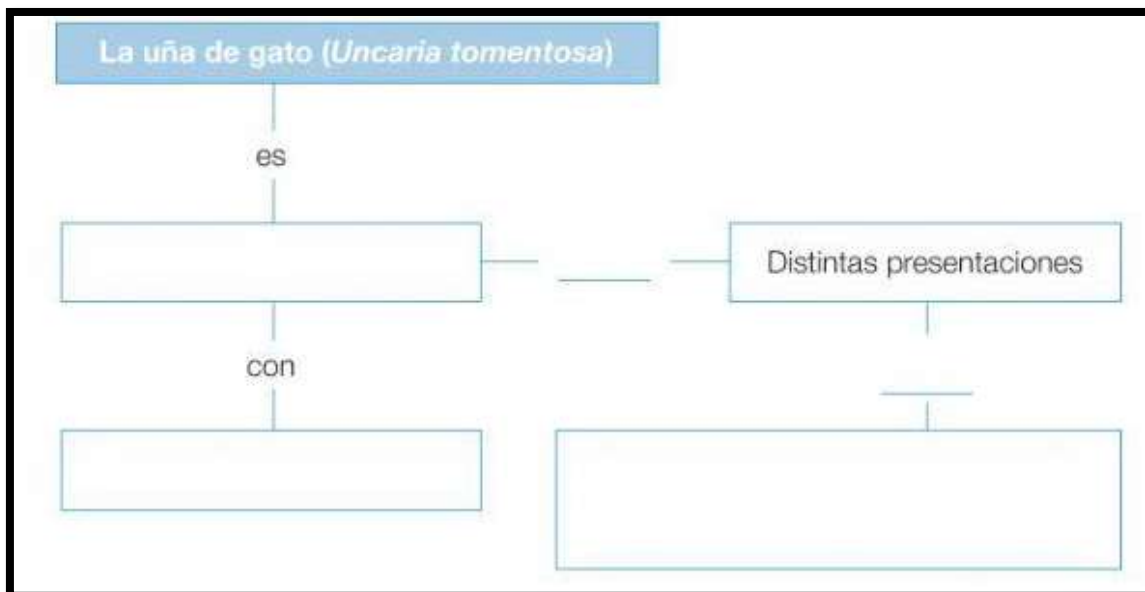 La uña de gato (Uncaria tomentosa)
es
Distintas presentaciones
con